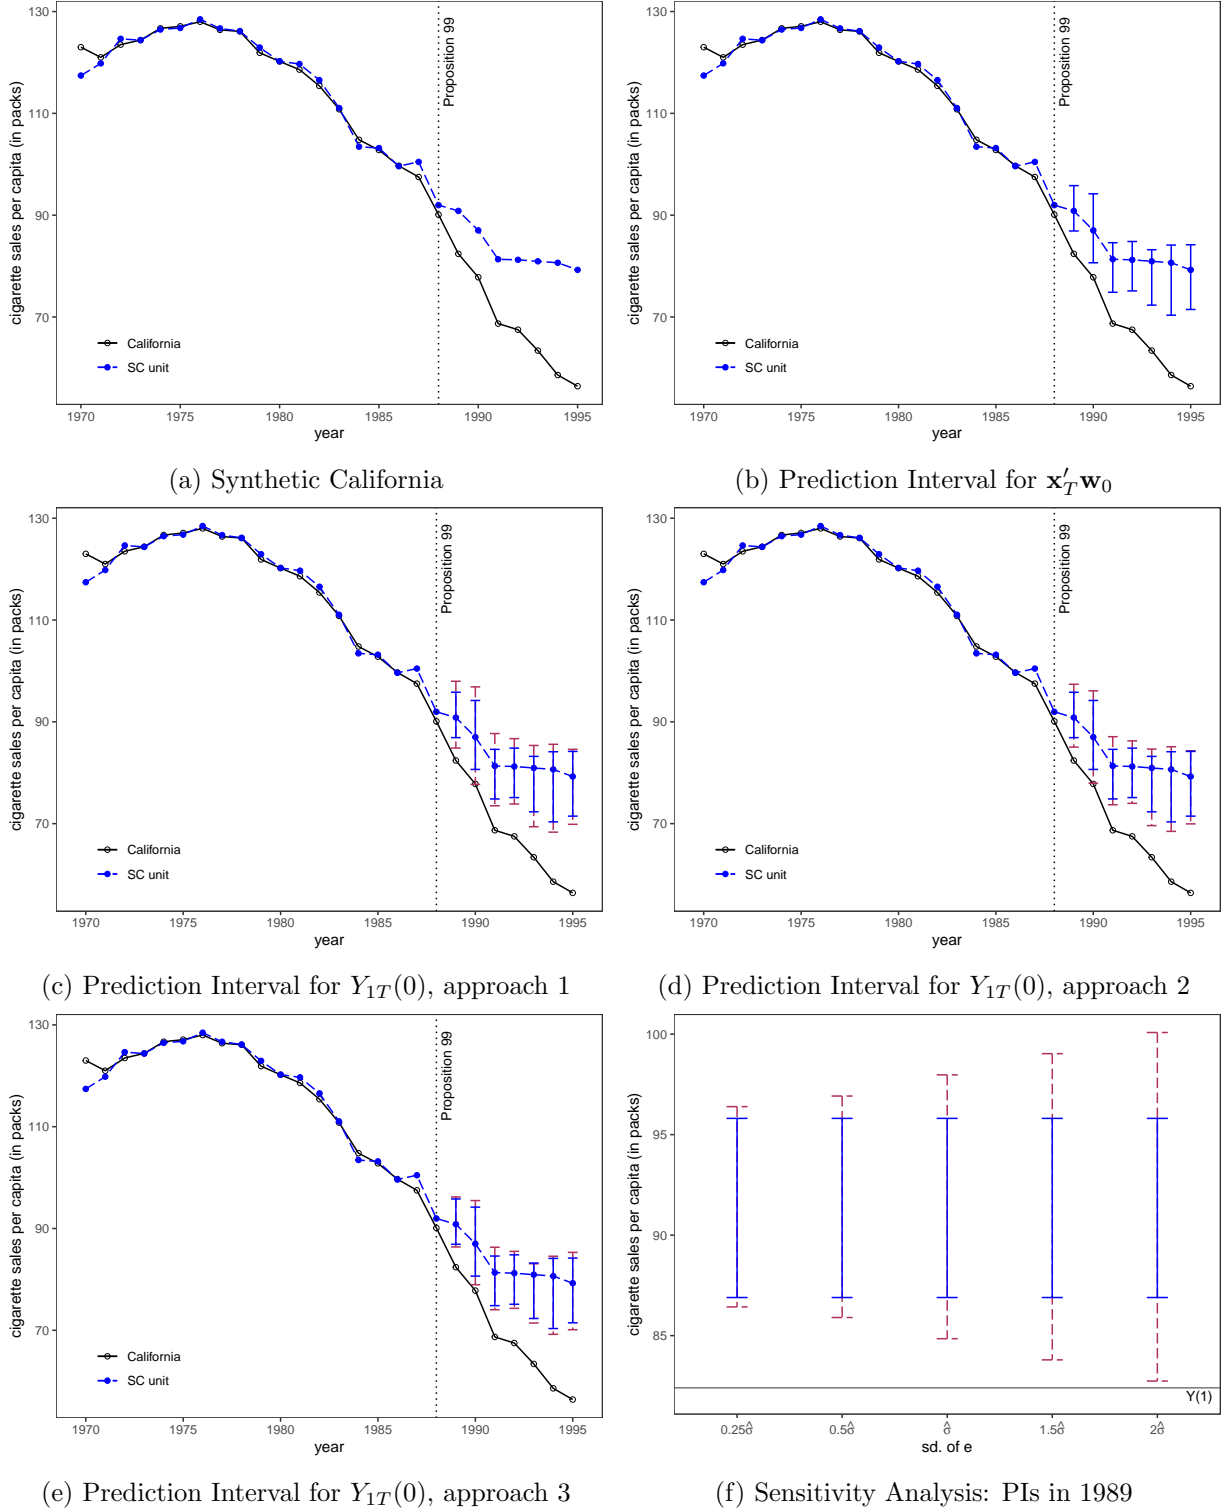 130
110
90
70
cigarette sales per capita (in packs)
Proposition 99
California
SC unit
1970 1975 1980 1985 1990 1995
year
(a) Synthetic California
130
110
90
70
cigarette sales per capita (in packs)
Proposition 99
California
SC unit
1970 1975 1980 1985 1990 1995
year
(b) Prediction Interval for x′_T w_0
130
110
90
70
cigarette sales per capita (in packs)
Proposition 99
California
SC unit
1970 1975 1980 1985 1990 1995
year
(c) Prediction Interval for Y_{1T}(0), approach 1
130
110
90
70
cigarette sales per capita (in packs)
Proposition 99
California
SC unit
1970 1975 1980 1985 1990 1995
year
(d) Prediction Interval for Y_{1T}(0), approach 2
130
110
90
70
cigarette sales per capita (in packs)
Proposition 99
California
SC unit
1970 1975 1980 1985 1990 1995
year
(e) Prediction Interval for Y_{1T}(0), approach 3
100
95
90
85
cigarette sales per capita (in packs)
Y(1)
0.25σ̂ 0.5σ̂ σ̂ 1.5σ̂ 2σ̂
sd. of e
(f) Sensitivity Analysis: PIs in 1989